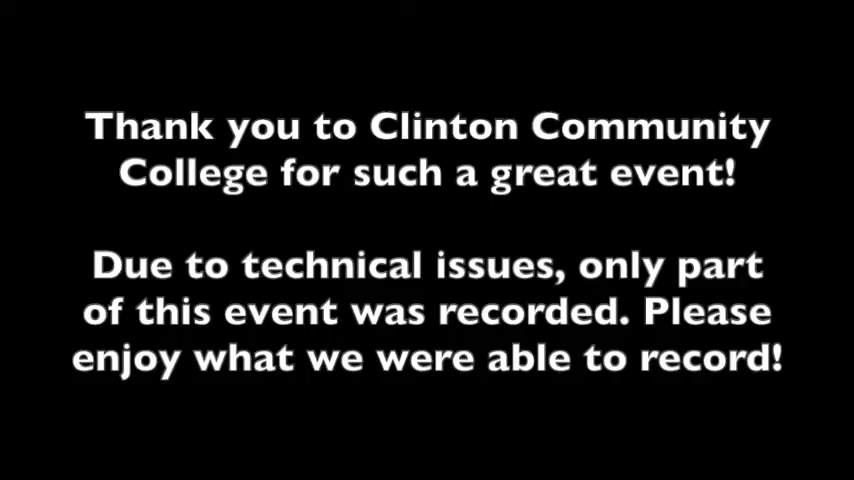 Thank you to Clinton Community
College for such a great event!
Due to technical issues, only part
of this event was recorded. Please
enjoy what we were able to record!